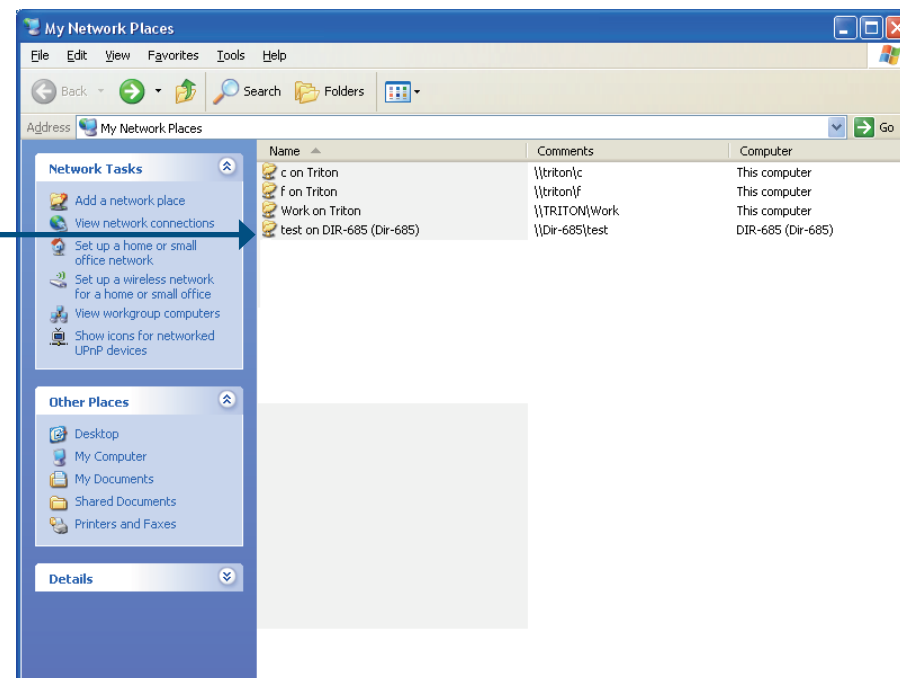 My Network Places
File Edit View Favorites Tools Help
Back Search Folders
Address My Network Places Go
Network Tasks
Add a network place
View network connections
Set up a home or small
office network
Set up a wireless network
for a home or small office
View workgroup computers
Show icons for networked
UPnP devices
Other Places
Desktop
My Computer
My Documents
Shared Documents
Printers and Faxes
Details
Name Comments Computer
c on Triton \\triton\c This computer
f on Triton \\triton\f This computer
Work on Triton \\TRITON\Work This computer
test on DIR-685 (Dir-685) \\Dir-685\test DIR-685 (Dir-685)